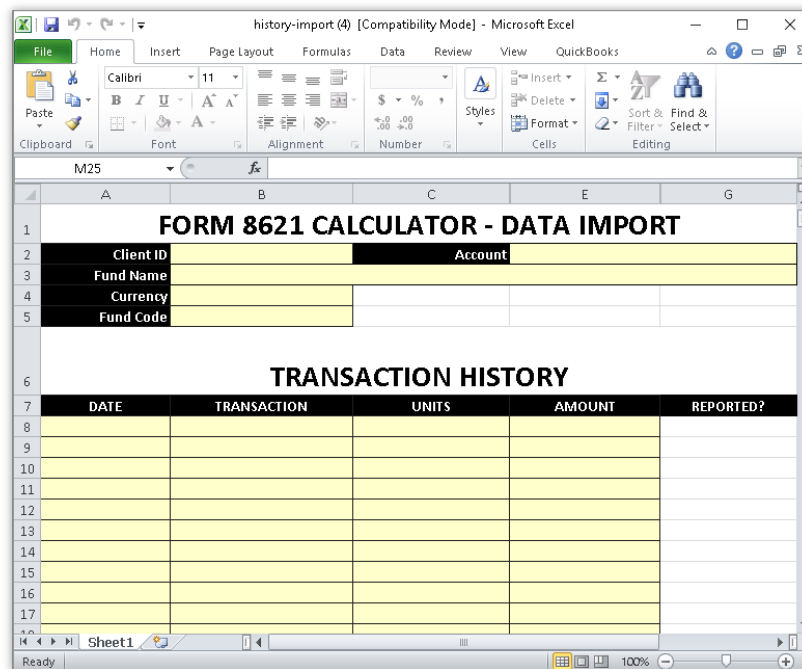 history-import (4) [Compatibility Mode] - Microsoft Excel
File Home Insert Page Layout Formulas Data Review View QuickBooks
Paste
Clipboard
Calibri 11
B I U A A
A
Font
Alignment
$ % ,
.0 .00
.00 .0
Number
Styles
Insert
Delete
Format
Cells
Σ
Sort & Filter
Find & Select
Editing
M25 fx
A B C E G
1 FORM 8621 CALCULATOR - DATA IMPORT
2 Client ID Account
3 Fund Name
4 Currency
5 Fund Code
6 TRANSACTION HISTORY
7 DATE TRANSACTION UNITS AMOUNT REPORTED?
8
9
10
11
12
13
14
15
16
17
Sheet1
Ready 100%